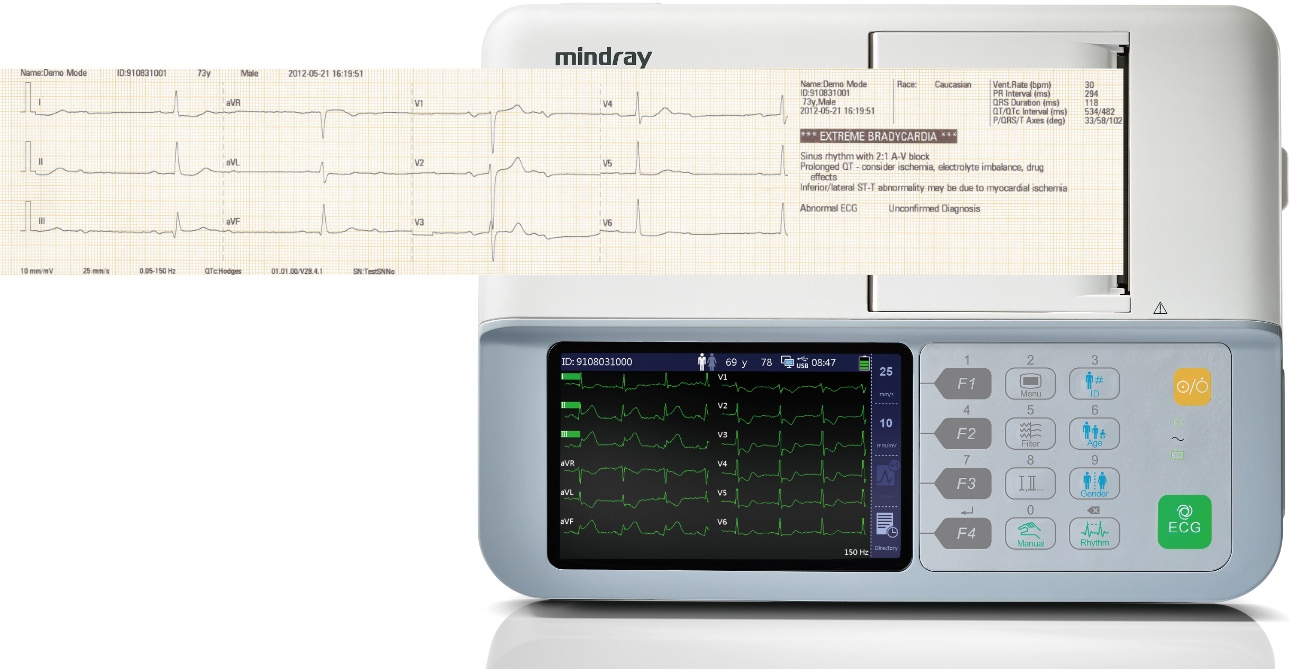 mindray
Name:Demo Mode ID:910831001 73y Male 2012-05-21 16:19:51
I aVR V1 V4
II aVL V2 V5
III aVF V3 V6
10 mm/mV 25 mm/s 0.05-150 Hz QTc:Hodges 01.01.00/V28.4.1 SN:TestSNNo
Name:Demo Mode Race: Caucasian Vent.Rate (bpm) 30
ID:910831001 PR Interval (ms) 294
73y,Male QRS Duration (ms) 118
2012-05-21 16:19:51 QT/QTc Interval (ms) 534/482
P/QRS/T Axes (deg) 33/58/102
*** EXTREME BRADYCARDIA ***
Sinus rhythm with 2:1 A-V block
Prolonged QT - consider ischemia, electrolyte imbalance, drug
effects
Inferior/lateral ST-T abnormality may be due to myocardial ischemia
Abnormal ECG Unconfirmed Diagnosis
ID: 9108031000 69 y 78 USB 08:47
I V1
II V2
III V3
aVR V4
aVL V5
aVF V6
150 Hz
25
mm/s
10
mm/mV
Directory
1 2 3
F1 Menu # ID
4 5 6
F2 Filter Age
7 8 9
F3 I,II... Gender
0
F4 Manual Rhythm
ECG